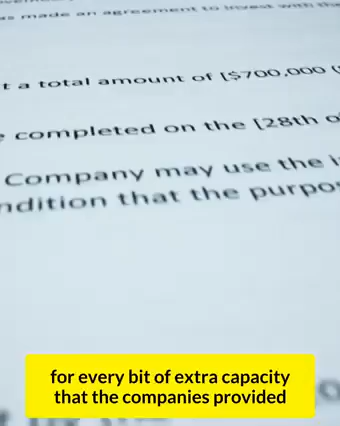 s made an agreement to invest with the
t a total amount of [$700,000 (
completed on the [28th o
Company may use the i
ndition that the purpo
for every bit of extra capacity
that the companies provided